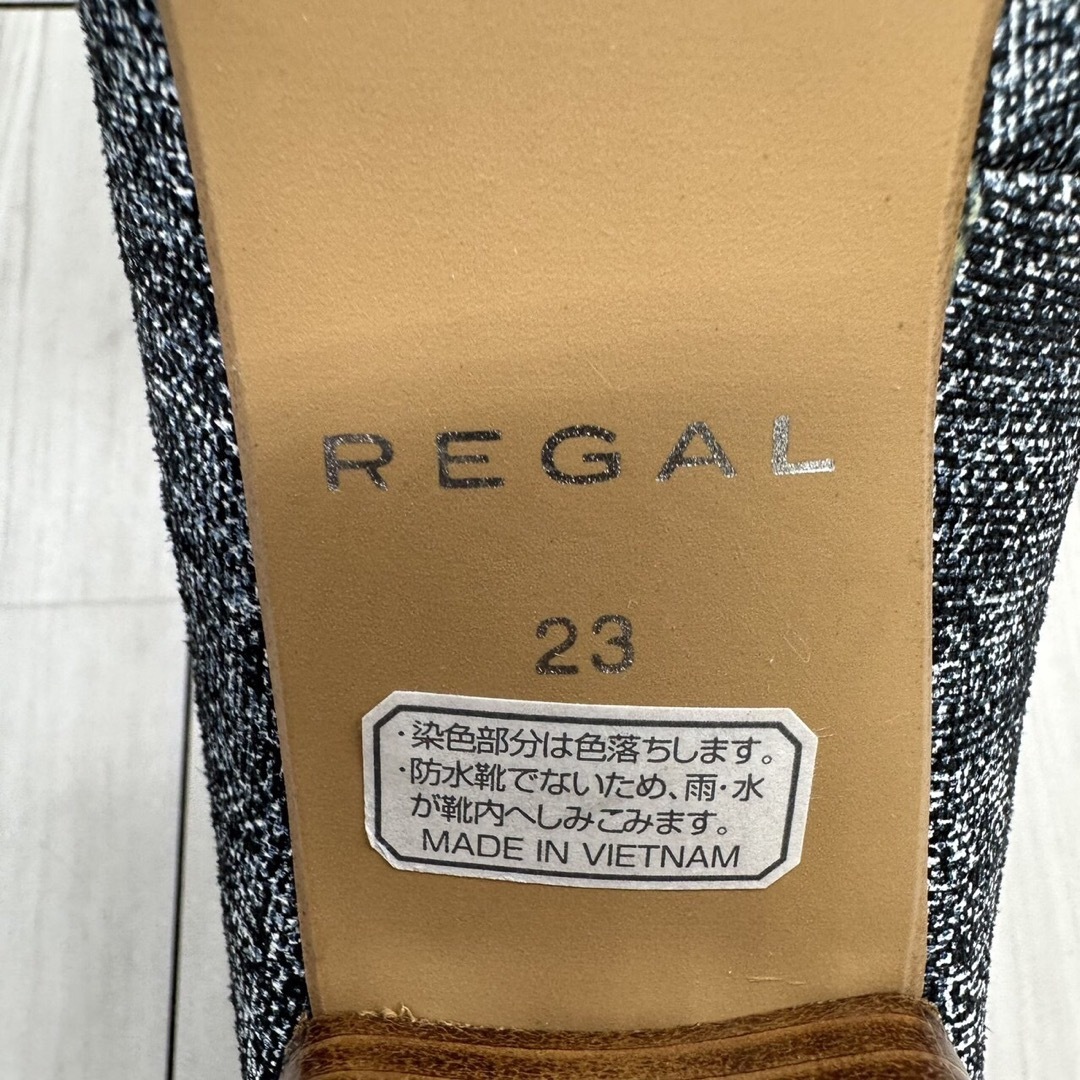 REGAL
23
・染色部分は色落ちします。
・防水靴でないため、雨・水
が靴内へしみこみます。
MADE IN VIETNAM